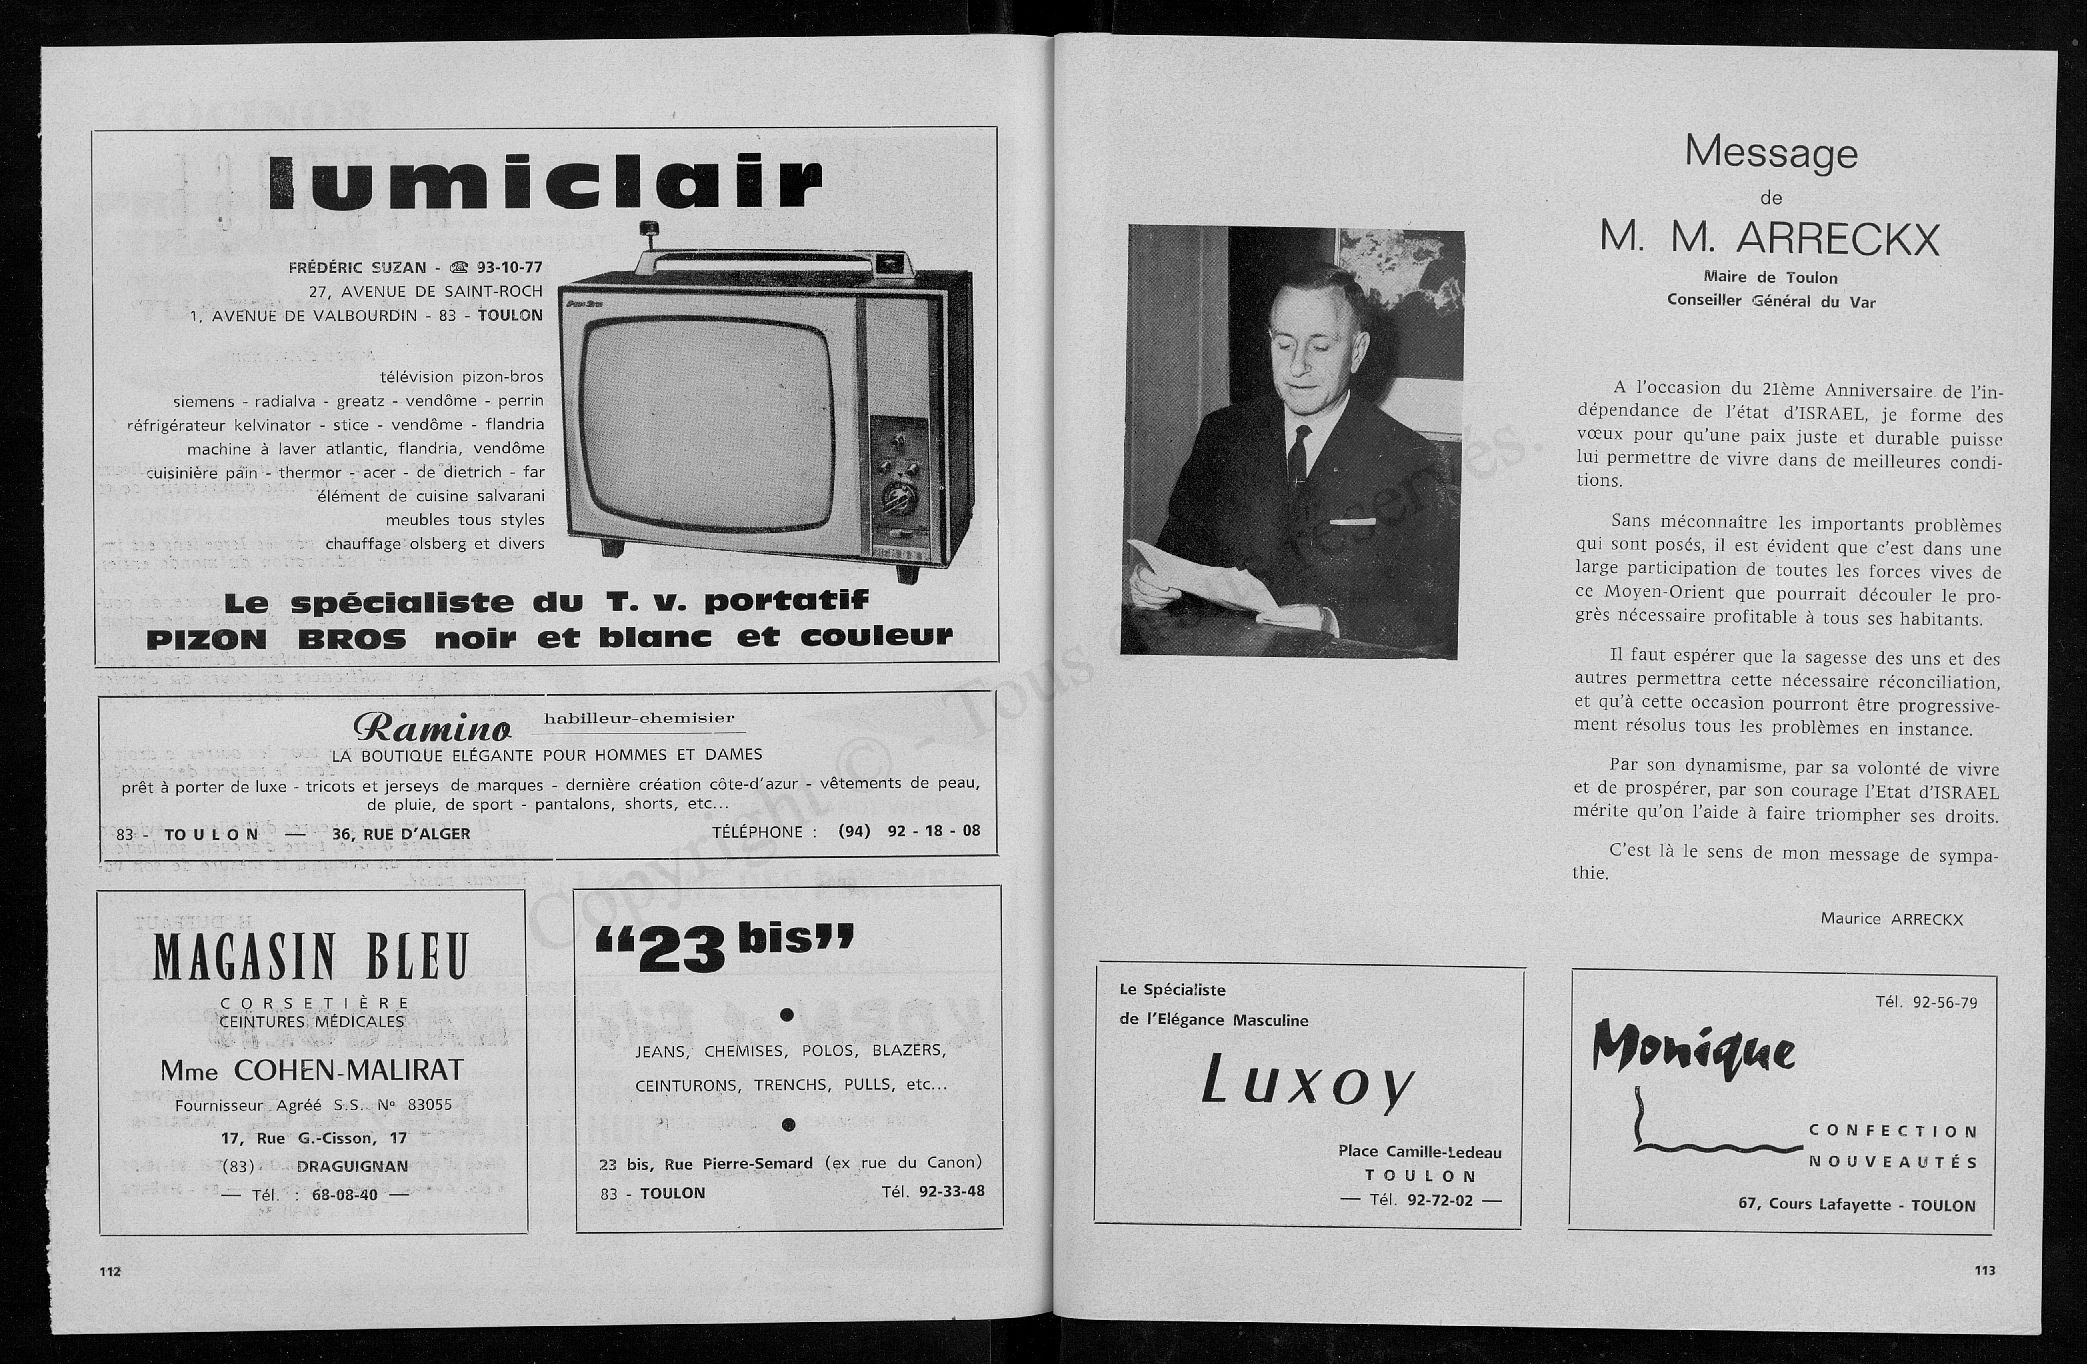 lumiclair
FRÉDÉRIC SUZAN - ☎ 93-10-77
27, AVENUE DE SAINT-ROCH
1, AVENUE DE VALBOURDIN - 83 - TOULON
télévision pizon-bros
siemens - radialva - greatz - vendôme - perrin
réfrigérateur kelvinator - stice - vendôme - flandria
machine à laver atlantic, flandria, vendôme
cuisinière pain - thermor - acer - de dietrich - far
élément de cuisine salvarani
meubles tous styles
chauffage olsberg et divers
Le spécialiste du T. v. portatif
PIZON BROS noir et blanc et couleur
Ramino habilleur-chemisier
LA BOUTIQUE ELÉGANTE POUR HOMMES ET DAMES
prêt à porter de luxe - tricots et jerseys de marques - dernière création côte-d'azur - vêtements de peau,
de pluie, de sport - pantalons, shorts, etc...
83 - TOULON — 36, RUE D'ALGER TÉLÉPHONE : (94) 92 - 18 - 08
MAGASIN BLEU
CORSETIÈRE
CEINTURES MÉDICALES
Mme COHEN-MALIRAT
Fournisseur Agréé S.S. Nº 83055
17, Rue G.-Cisson, 17
(83) - DRAGUIGNAN
— Tél. : 68-08-40 —
“23 bis”
JEANS, CHEMISES, POLOS, BLAZERS,
CEINTURONS, TRENCHS, PULLS, etc...
23 bis, Rue Pierre-Semard (ex rue du Canon)
83 - TOULON Tél. 92-33-48
112
Message
de
M. M. ARRECKX
Maire de Toulon
Conseiller Général du Var
A l'occasion du 21ème Anniversaire de l'in-
dépendance de l'état d'ISRAEL, je forme des
vœux pour qu'une paix juste et durable puisse
lui permettre de vivre dans de meilleures condi-
tions.
Sans méconnaître les importants problèmes
qui sont posés, il est évident que c'est dans une
large participation de toutes les forces vives de
ce Moyen-Orient que pourrait découler le pro-
grès nécessaire profitable à tous ses habitants.
Il faut espérer que la sagesse des uns et des
autres permettra cette nécessaire réconciliation,
et qu'à cette occasion pourront être progressive-
ment résolus tous les problèmes en instance.
Par son dynamisme, par sa volonté de vivre
et de prospérer, par son courage l'Etat d'ISRAEL
mérite qu'on l'aide à faire triompher ses droits.
C'est là le sens de mon message de sympa-
thie.
Maurice ARRECKX
Le Spécialiste
de l'Elégance Masculine
Luxoy
Place Camille-Ledeau
TOULON
— Tél. 92-72-02 —
Tél. 92-56-79
Monique
CONFECTION
NOUVEAUTÉS
67, Cours Lafayette - TOULON
113
Copyright © - Tous droits réservés.